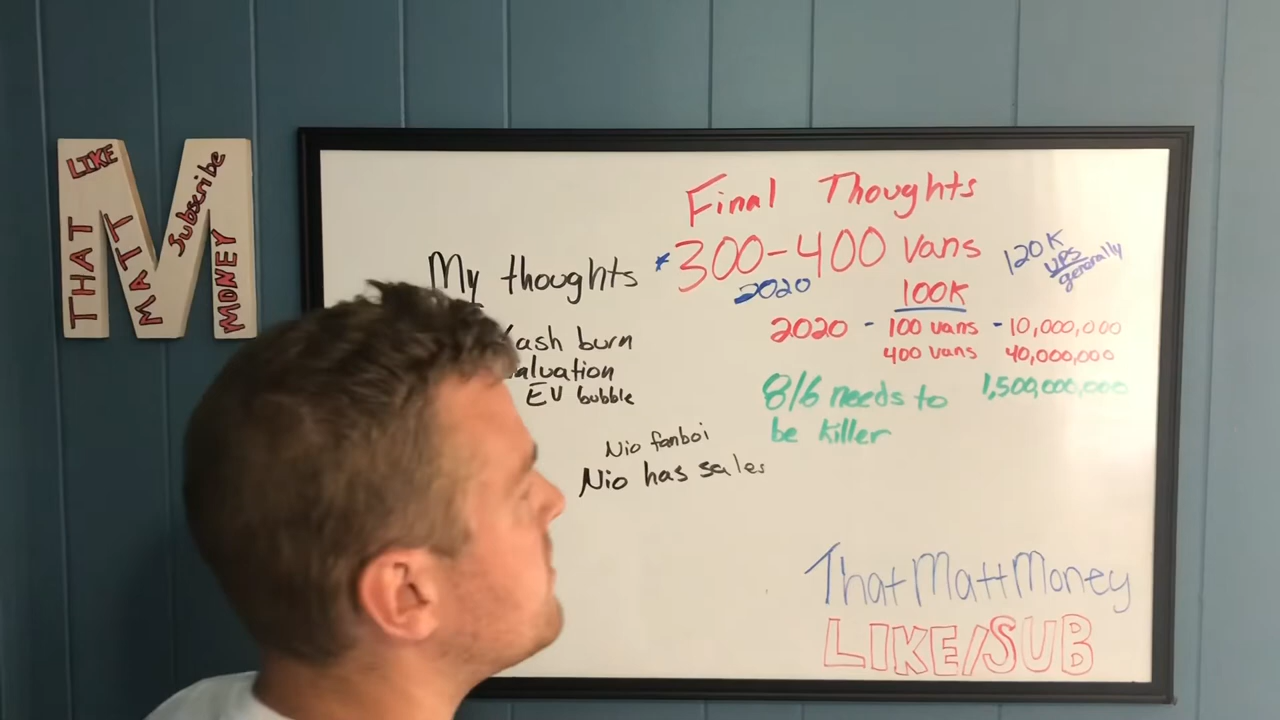 LIKE
THAT
MATT
Subscribe
MONEY
Final Thoughts
My thoughts
*300-400 vans
2020
120K
UPS
generally
100K
2020 - 100 vans - 10,000,000
400 vans 40,000,000
1,500,000,000
ash burn
aluation
EV bubble
8/6 needs to
be killer
Nio fanboi
Nio has sales
ThatMattMoney
LIKE/SUB